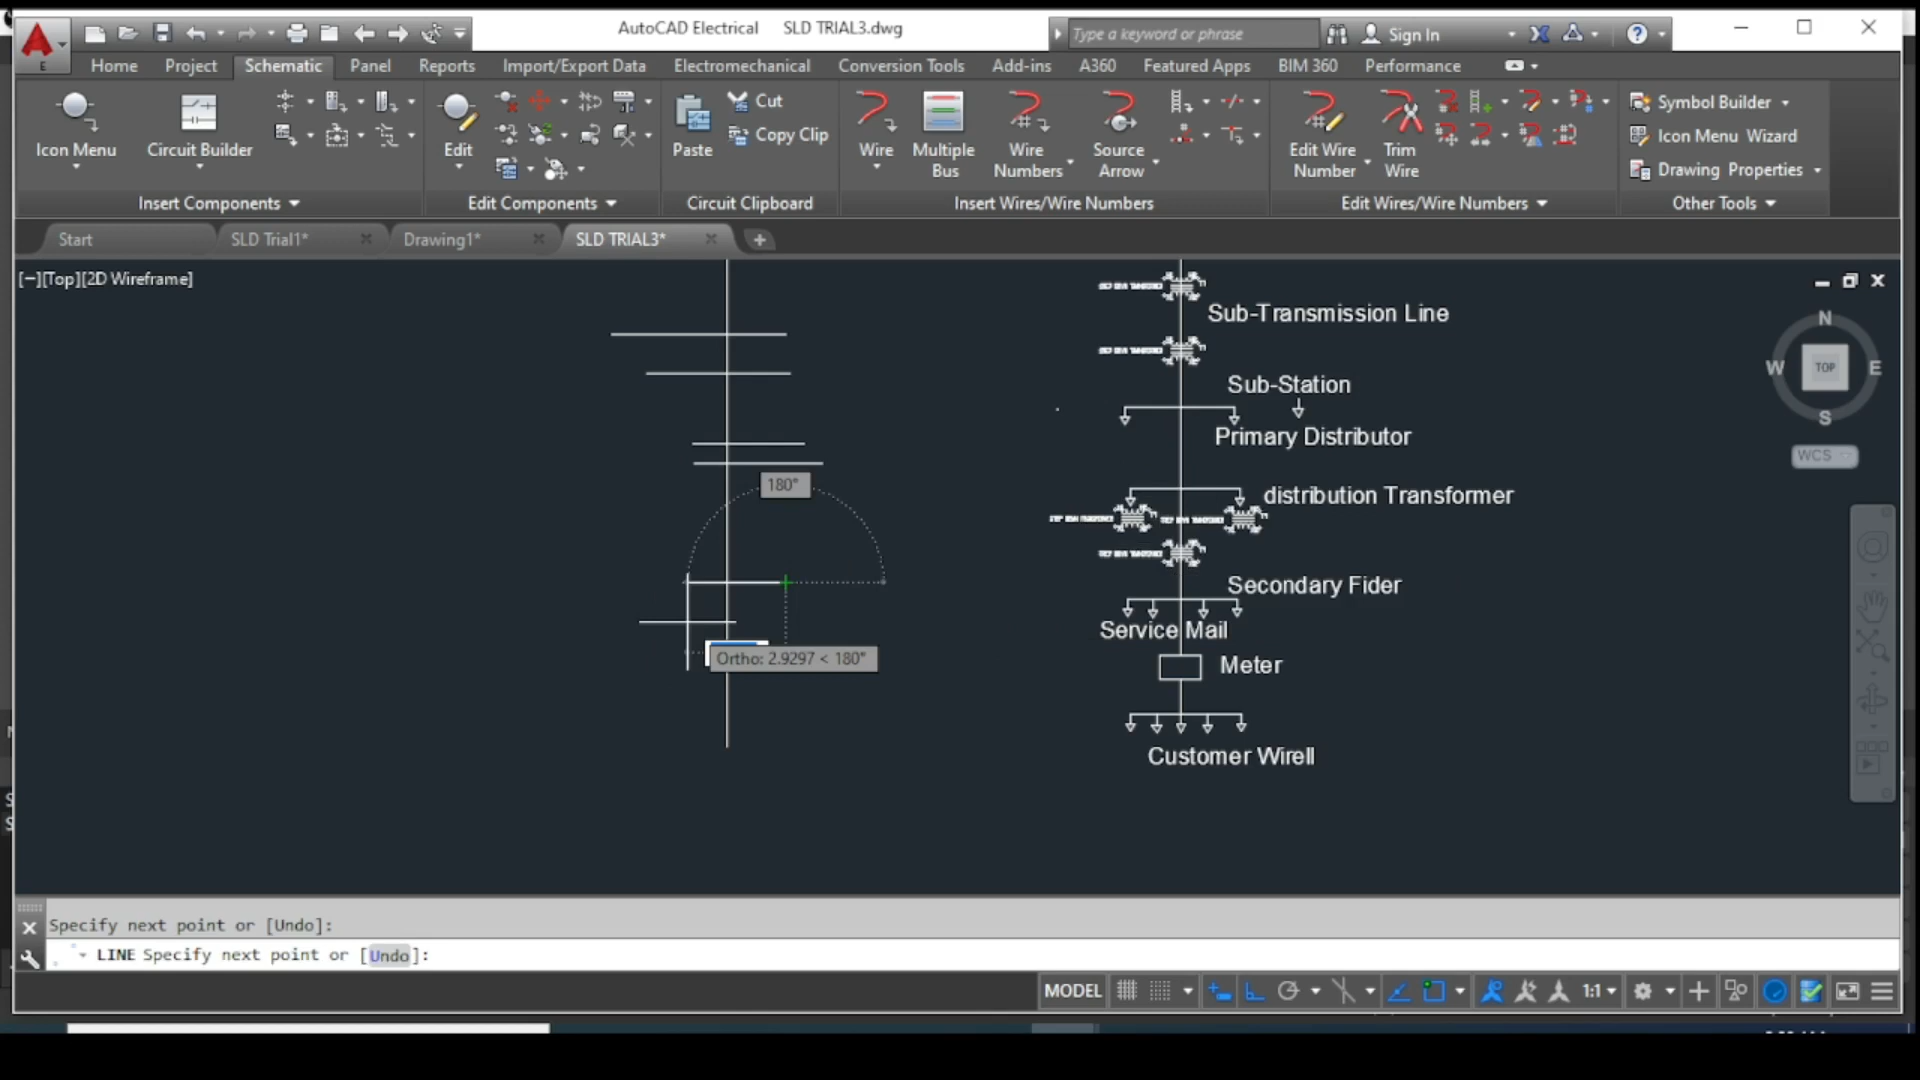 AutoCAD Electrical SLD TRIAL3.dwg
Type a keyword or phrase
Sign In
E
Home Project Schematic Panel Reports Import/Export Data Electromechanical Conversion Tools Add-ins A360 Featured Apps BIM 360 Performance
Icon Menu
Circuit Builder
Edit
Paste
Cut
Copy Clip
Wire
Multiple Bus
Wire Numbers
Source Arrow
Edit Wire Number
Trim Wire
Symbol Builder
Icon Menu Wizard
Drawing Properties
Insert Components
Edit Components
Circuit Clipboard
Insert Wires/Wire Numbers
Edit Wires/Wire Numbers
Other Tools
Start SLD Trial1* Drawing1* SLD TRIAL3*
[−][Top][2D Wireframe]
N
W TOP E
S
WCS
Sub-Transmission Line
Sub-Station
Primary Distributor
distribution Transformer
Secondary Fider
Service Mail
Meter
Customer Wirell
180°
Ortho: 2.9297 < 180°
Specify next point or [Undo]:
LINE Specify next point or [Undo]:
MODEL
1:1